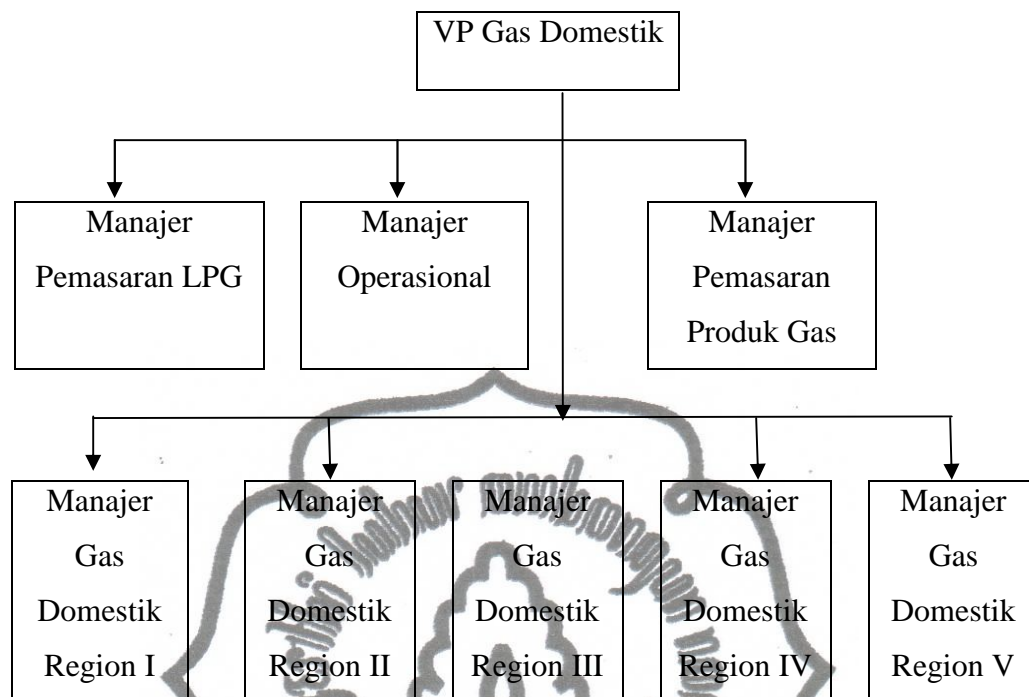 VP Gas Domestik
Manajer
Pemasaran LPG
Manajer
Operasional
Manajer
Pemasaran
Produk Gas
Manajer
Gas
Domestik
Region I
Manajer
Gas
Domestik
Region II
Manajer
Gas
Domestik
Region III
Manajer
Gas
Domestik
Region IV
Manajer
Gas
Domestik
Region V